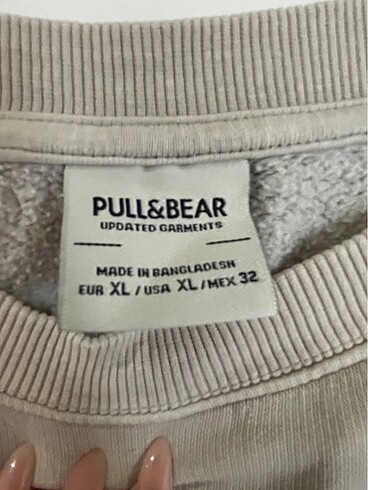 PULL&BEAR
UPDATED GARMENTS
MADE IN BANGLADESH
EUR XL / USA XL / MEX 32